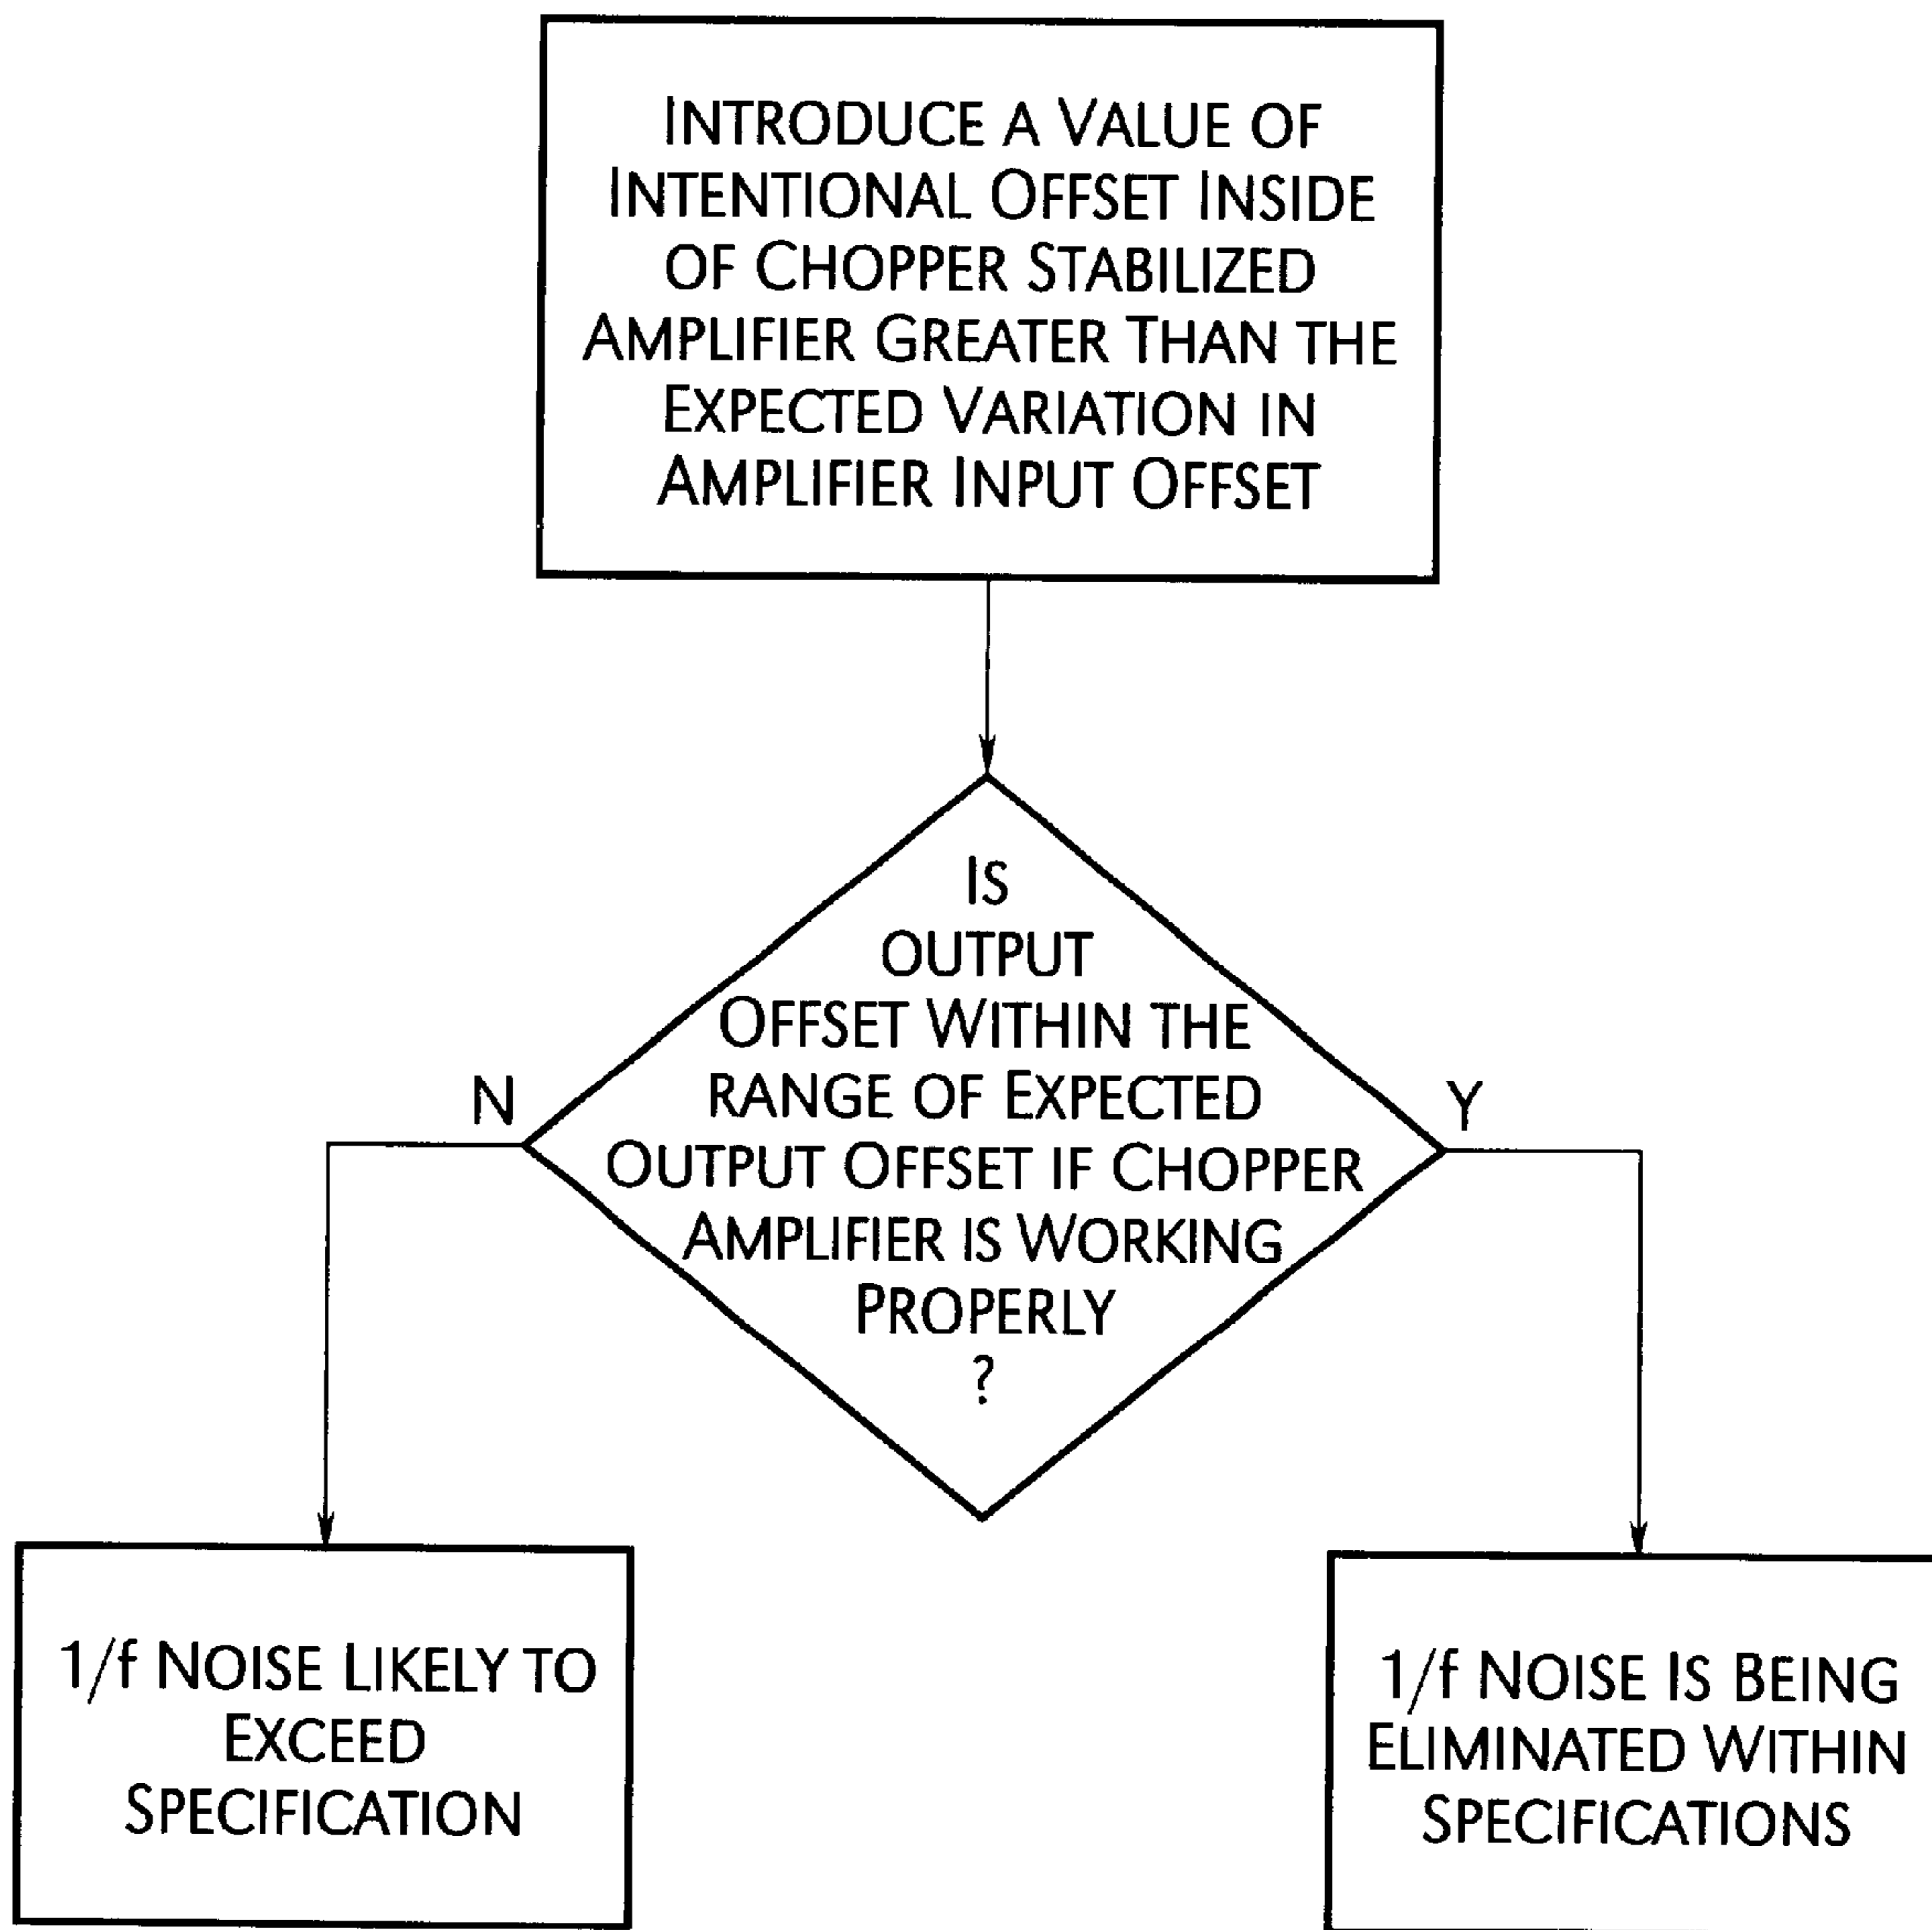 INTRODUCE A VALUE OF
INTENTIONAL OFFSET INSIDE
OF CHOPPER STABILIZED
AMPLIFIER GREATER THAN THE
EXPECTED VARIATION IN
AMPLIFIER INPUT OFFSET
IS
OUTPUT
OFFSET WITHIN THE
RANGE OF EXPECTED
OUTPUT OFFSET IF CHOPPER
AMPLIFIER IS WORKING
PROPERLY
?
N
Y
1/f NOISE LIKELY TO
EXCEED
SPECIFICATION
1/f NOISE IS BEING
ELIMINATED WITHIN
SPECIFICATIONS